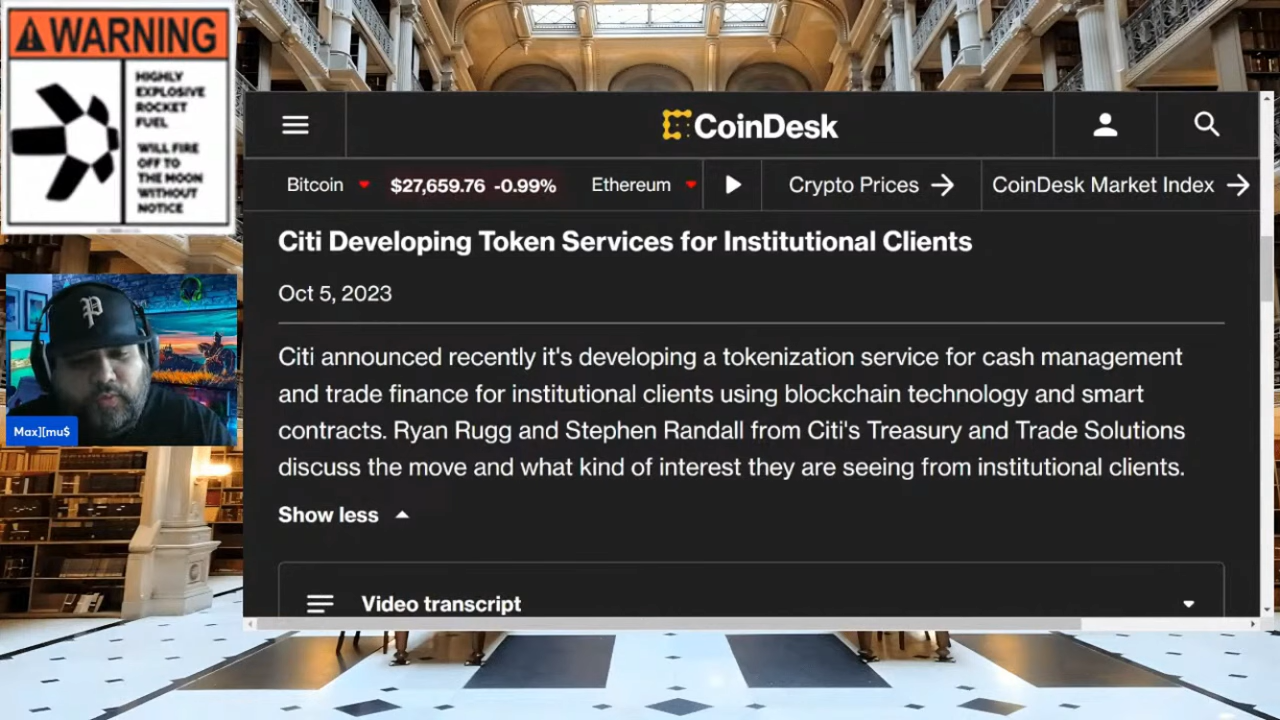 WARNING
HIGHLY
EXPLOSIVE
ROCKET
FUEL
WILL FIRE
OFF TO
THE MOON
WITHOUT
NOTICE
P
Max][mu$
CoinDesk
Bitcoin $27,659.76 -0.99% Ethereum Crypto Prices CoinDesk Market Index
Citi Developing Token Services for Institutional Clients
Oct 5, 2023
Citi announced recently it's developing a tokenization service for cash management
and trade finance for institutional clients using blockchain technology and smart
contracts. Ryan Rugg and Stephen Randall from Citi's Treasury and Trade Solutions
discuss the move and what kind of interest they are seeing from institutional clients.
Show less
Video transcript